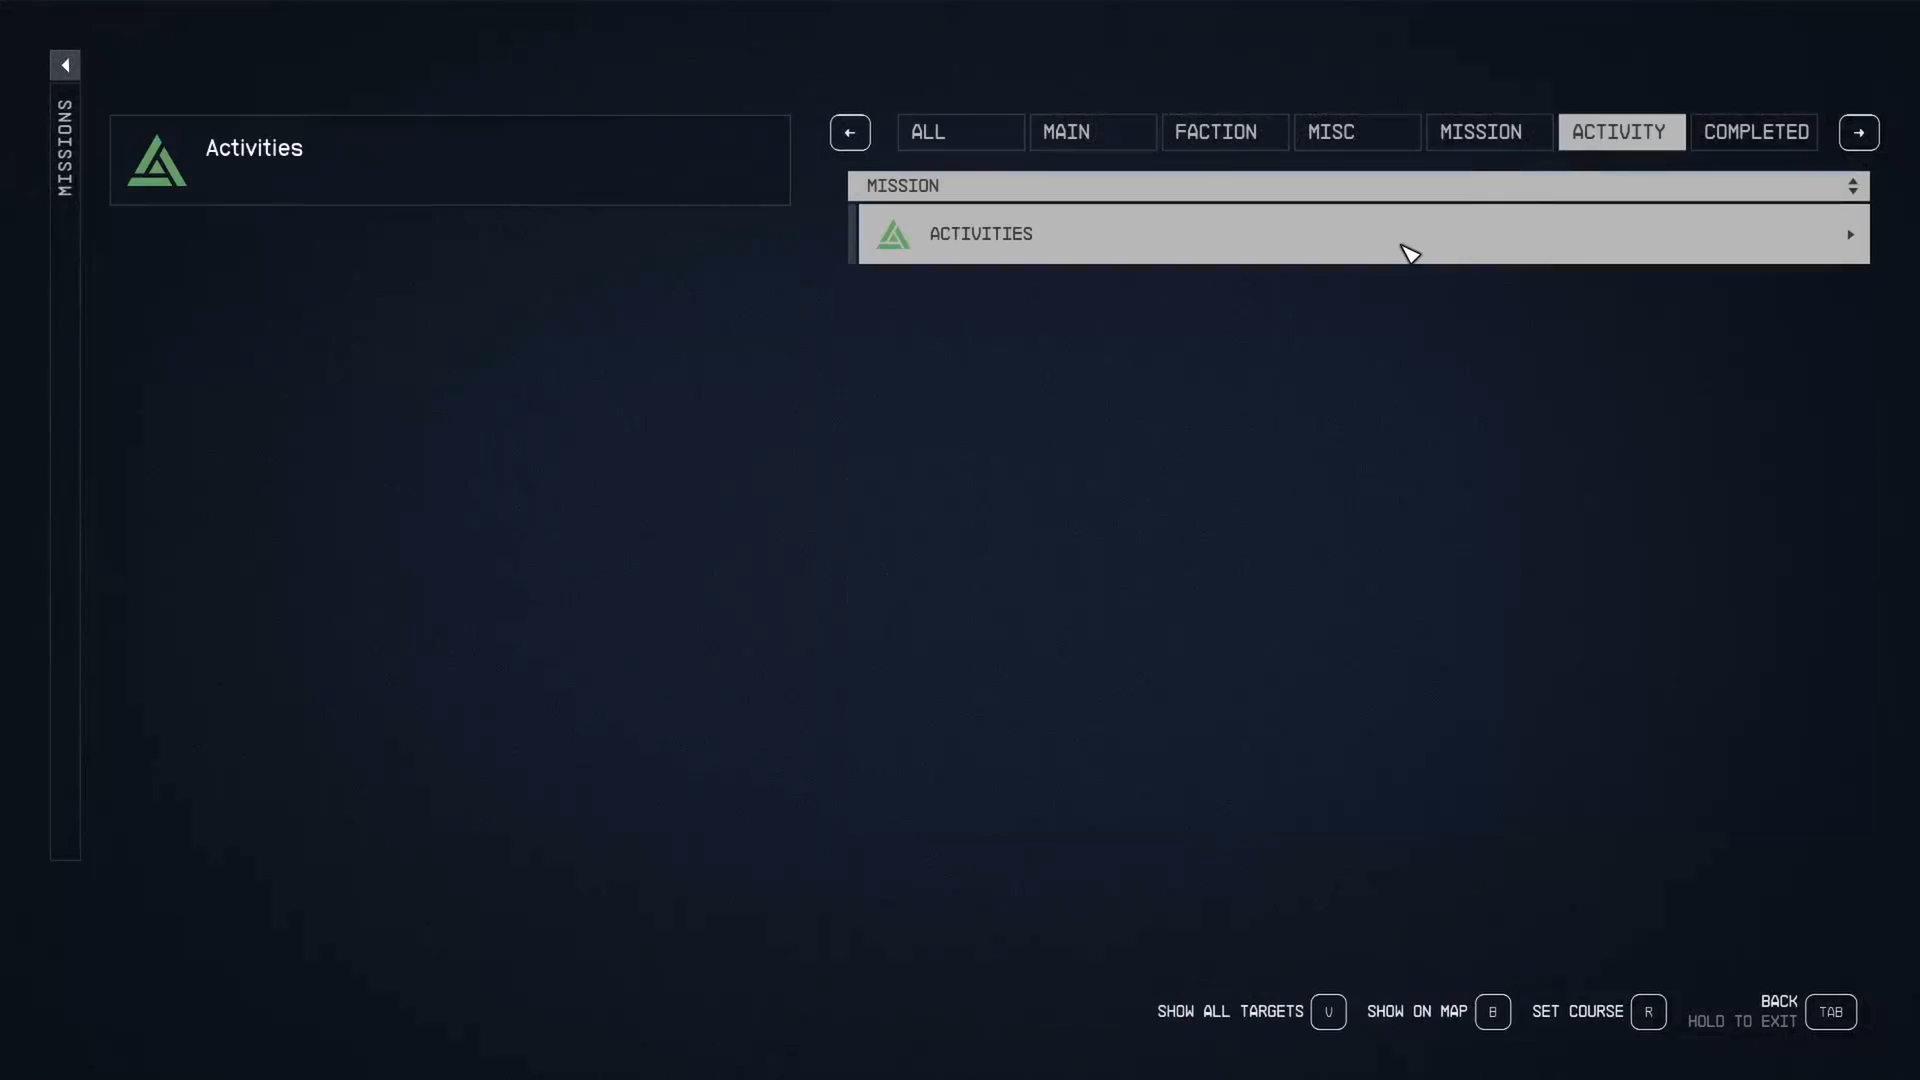 MISSIONS
Activities
ALL MAIN FACTION MISC MISSION ACTIVITY COMPLETED
MISSION
ACTIVITIES
SHOW ALL TARGETS V SHOW ON MAP B SET COURSE R BACK TAB
HOLD TO EXIT